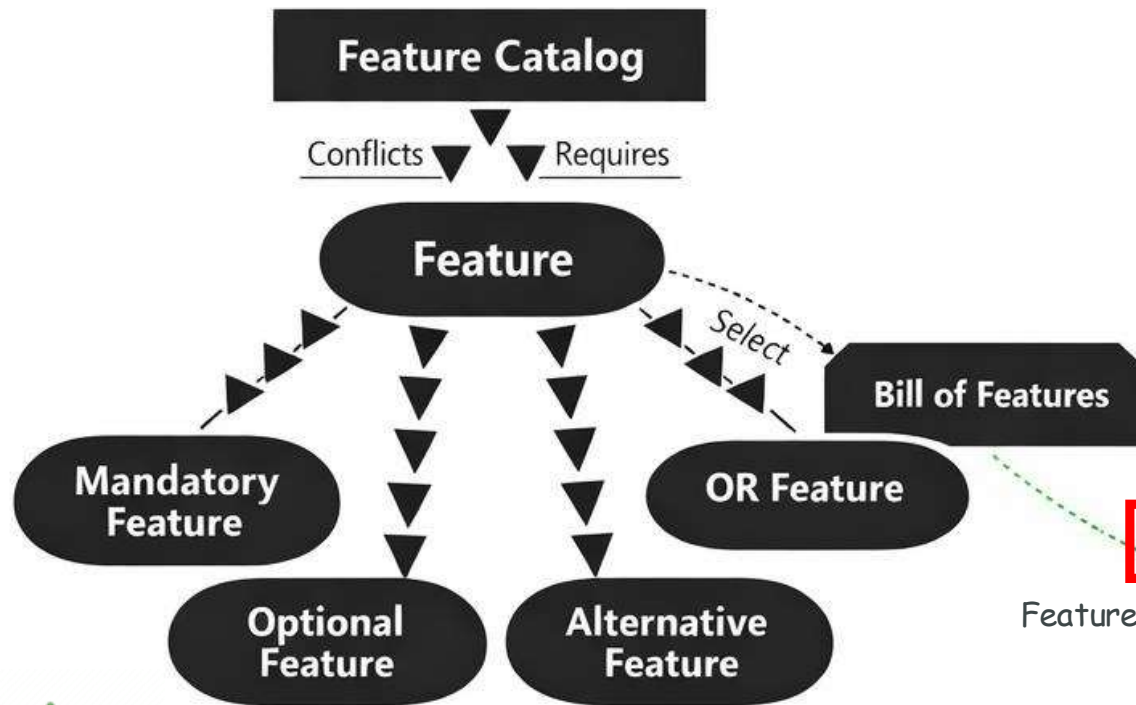 Feature Catalog
Conflicts
Requires
Feature
Select
Bill of Features
Mandatory
Feature
OR Feature
Optional
Feature
Alternative
Feature
Feature